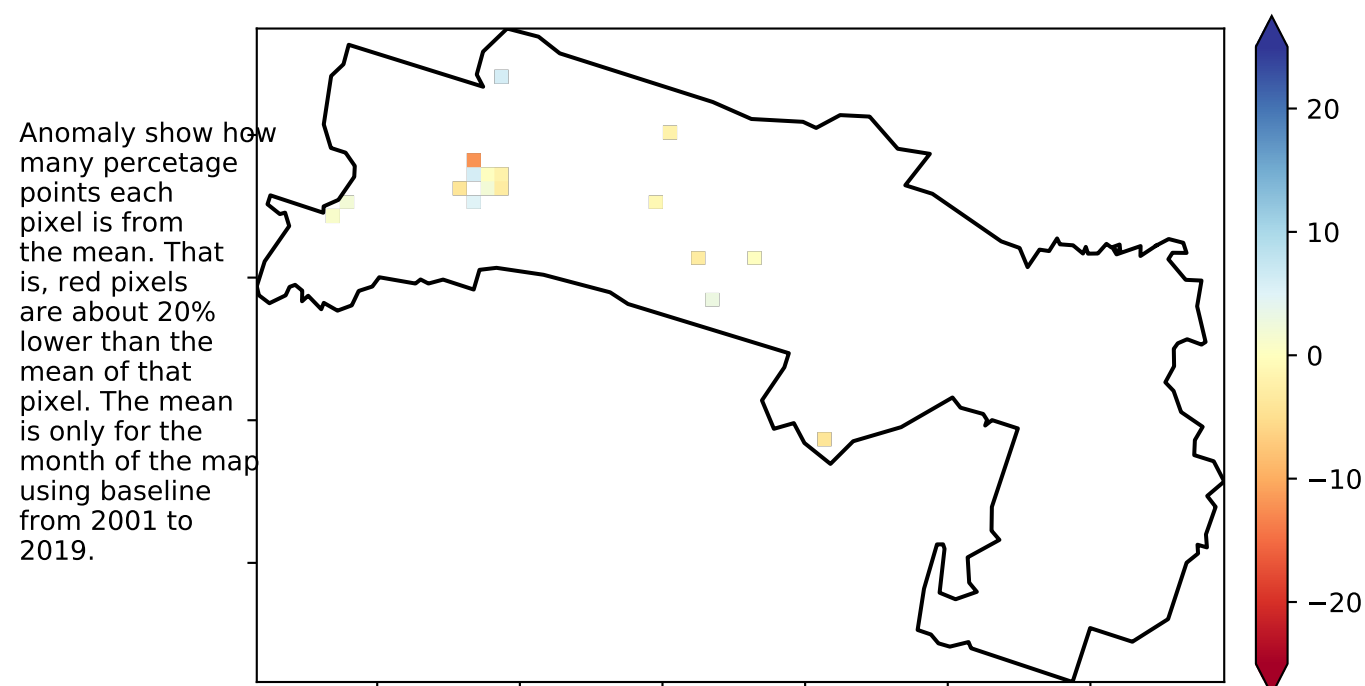 Anomaly show how
many percetage
points each
pixel is from
the mean. That
is, red pixels
are about 20%
lower than the
mean of that
pixel. The mean
is only for the
month of the map
using baseline
from 2001 to
2019.
20
10
0
−10
−20